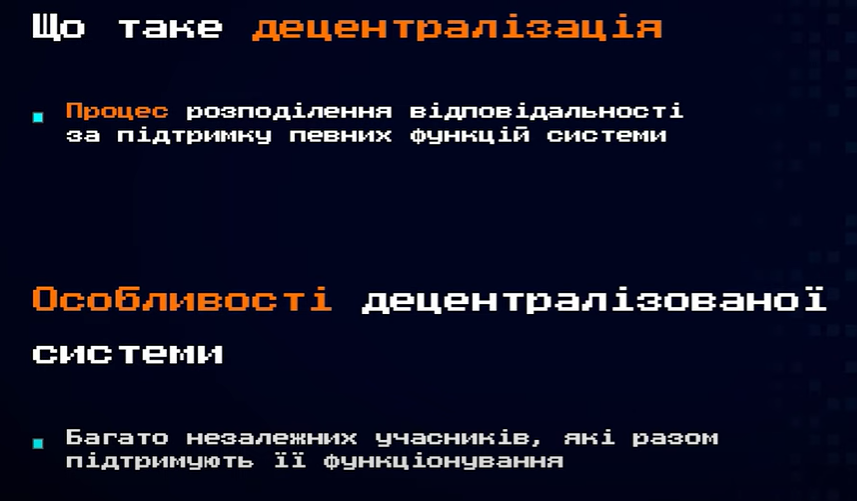 Що таке децентралізація
Процес розподілення відповідальності
за підтримку певних функцій системи
Особливості децентралізованої
системи
Багато незалежних учасників, які разом
підтримують її функціонування